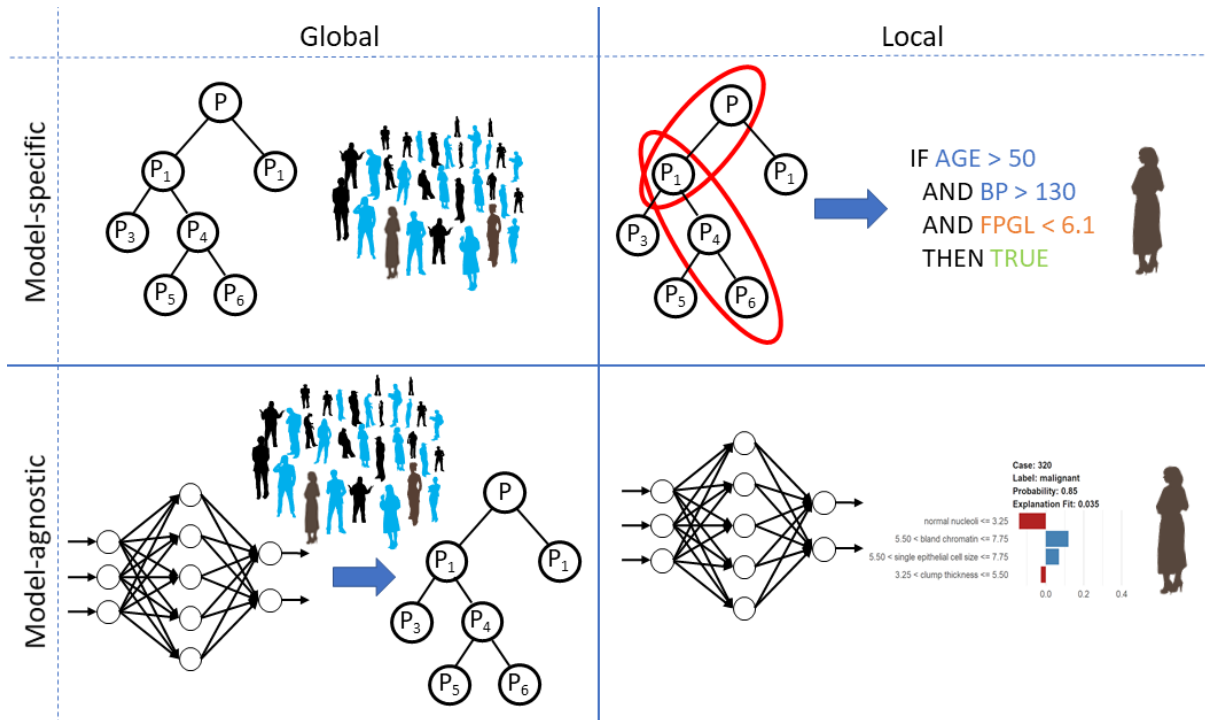 Global
Local
Model-specific
P
P₁
P₁
P₃
P₄
P₅
P₆
P
P₁
P₁
P₃
P₄
P₅
P₆
IF AGE > 50
AND BP > 130
AND FPGL < 6.1
THEN TRUE
Model-agnostic
P
P₁
P₁
P₃
P₄
P₅
P₆
Case: 320
Label: malignant
Probability: 0.85
Explanation Fit: 0.035
normal nucleoli <= 3.25
5.50 < bland chromatin <= 7.75
5.50 < single epithelial cell size <= 7.75
3.25 < clump thickness <= 5.50
0.0 0.2 0.4